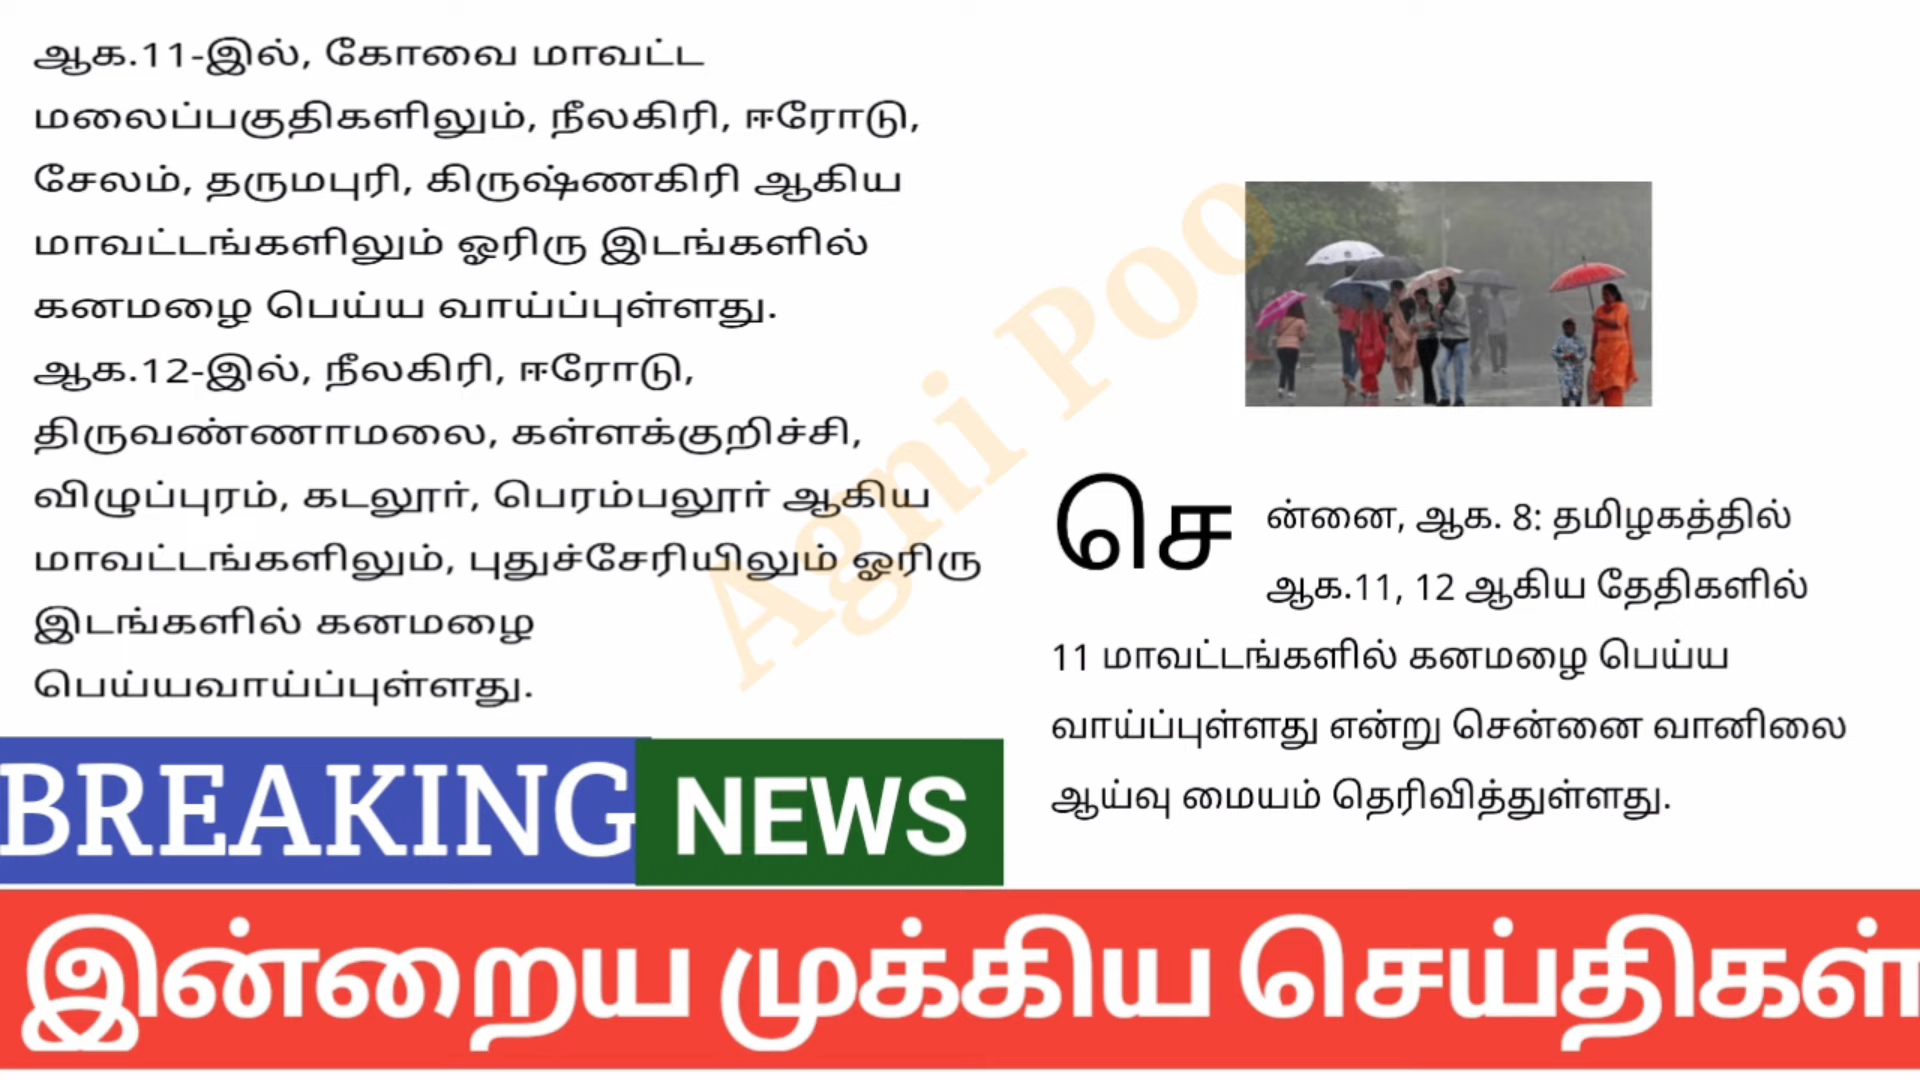 ஆக.11-இல், கோவை மாவட்ட
மலைப்பகுதிகளிலும், நீலகிரி, ஈரோடு,
சேலம், தருமபுரி, கிருஷ்ணகிரி ஆகிய
மாவட்டங்களிலும் ஓரிரு இடங்களில்
கனமழை பெய்ய வாய்ப்புள்ளது.
ஆக.12-இல், நீலகிரி, ஈரோடு,
திருவண்ணாமலை, கள்ளக்குறிச்சி,
விழுப்புரம், கடலூர், பெரம்பலூர் ஆகிய
மாவட்டங்களிலும், புதுச்சேரியிலும் ஓரிரு
இடங்களில் கனமழை
பெய்யவாய்ப்புள்ளது.
Agni Poo
சென்னை, ஆக. 8: தமிழகத்தில்
ஆக.11, 12 ஆகிய தேதிகளில்
11 மாவட்டங்களில் கனமழை பெய்ய
வாய்ப்புள்ளது என்று சென்னை வானிலை
ஆய்வு மையம் தெரிவித்துள்ளது.
BREAKING NEWS
இன்றைய முக்கிய செய்திகள்